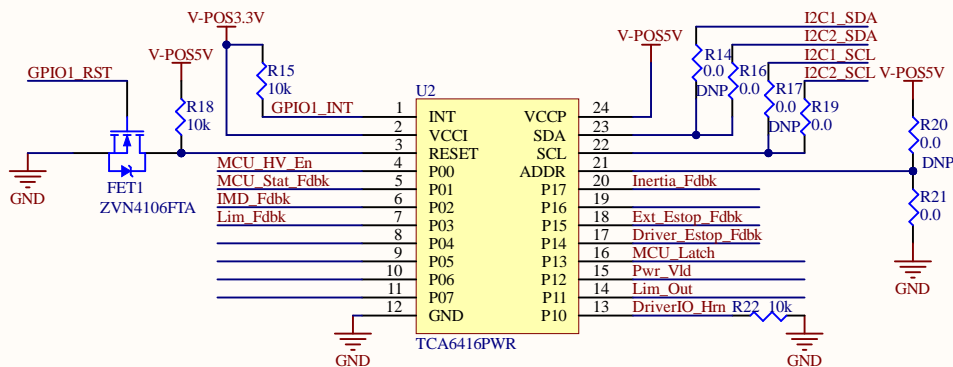 V-POS3.3V
I2C1_SDA
I2C2_SDA
V-POS5V
V-POS5V
R14
0.0
DNP
R16
0.0
I2C1_SCL
I2C2_SCL
V-POS5V
GPIO1_RST
R15
10k
R17
0.0
DNP
R19
0.0
R18
10k
GPIO1_INT
U2
R20
0.0
DNP
1 INT VCCP 24
2 VCCI SDA 23
3 RESET SCL 22
MCU_HV_En 4 P00 ADDR 21
MCU_Stat_Fdbk 5 P01 P17 20 Inertia_Fdbk
IMD_Fdbk 6 P02 P16 19
Lim_Fdbk 7 P03 P15 18 Ext_Estop_Fdbk
8 P04 P14 17 Driver_Estop_Fdbk
9 P05 P13 16 MCU_Latch
10 P06 P12 15 Pwr_Vld
11 P07 P11 14 Lim_Out
12 GND P10 13 DriverIO_Hrn R22 10k
GND
FET1
ZVN4106FTA
R21
0.0
GND
GND
TCA6416PWR
GND